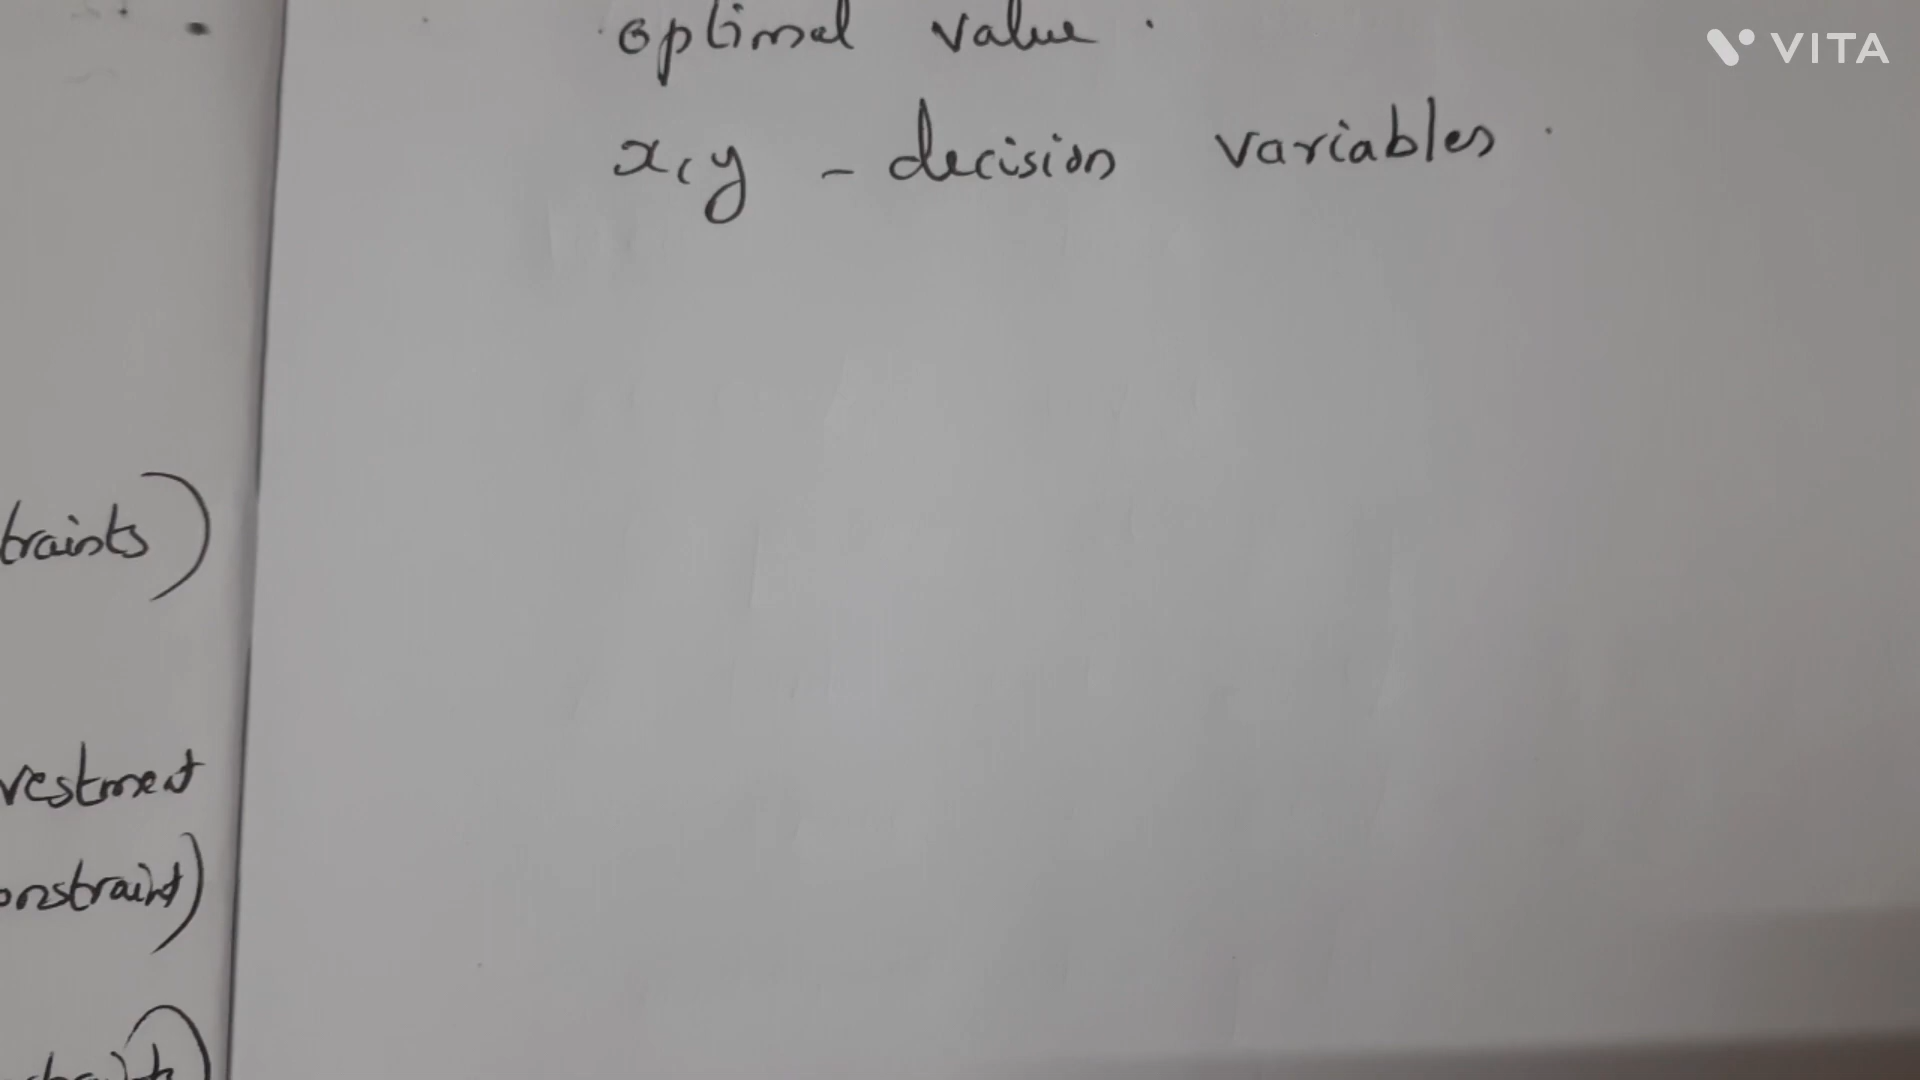 optimal value.
x, y - decision variables.
traints)
vestment
onstraint)
VITA